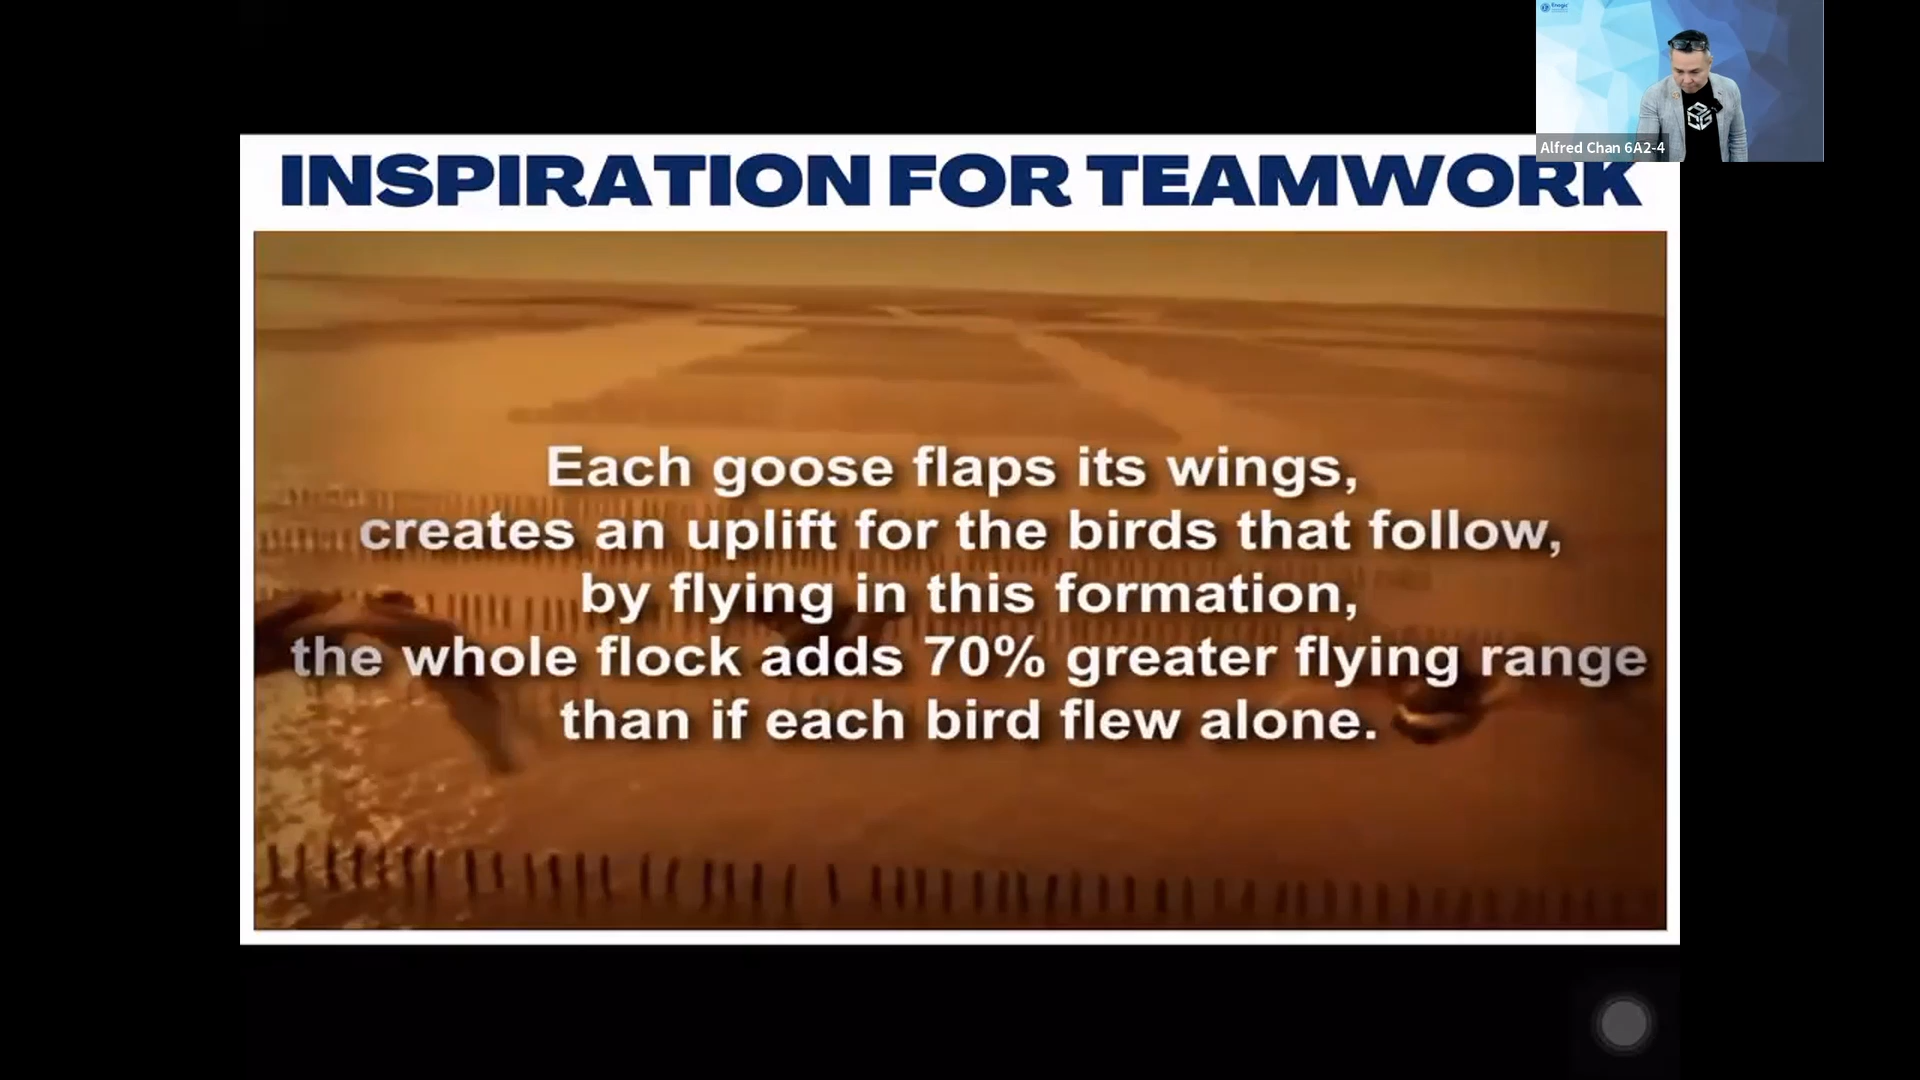 Enagic
Alfred Chan 6A2-4
INSPIRATION FOR TEAMWORK
Each goose flaps its wings,
creates an uplift for the birds that follow,
by flying in this formation,
the whole flock adds 70% greater flying range
than if each bird flew alone.